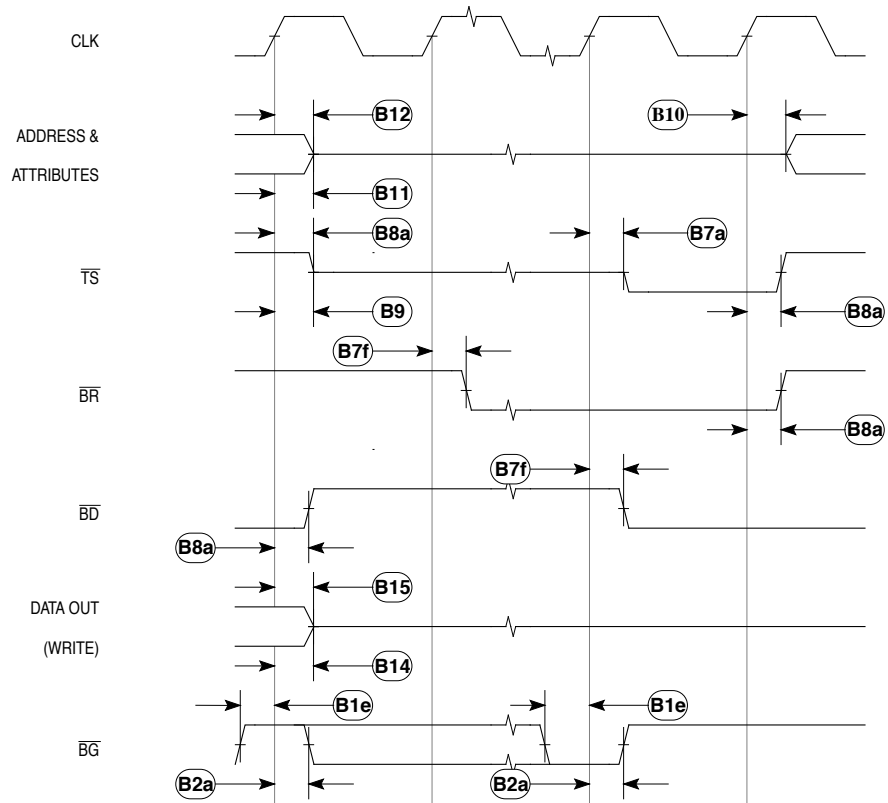 CLK
B12
B10
ADDRESS &
ATTRIBUTES
B11
B8a
B7a
TS
B9
B8a
B7f
BR
B8a
B7f
BD
B8a
B15
DATA OUT
(WRITE)
B14
B1e
B1e
BG
B2a
B2a